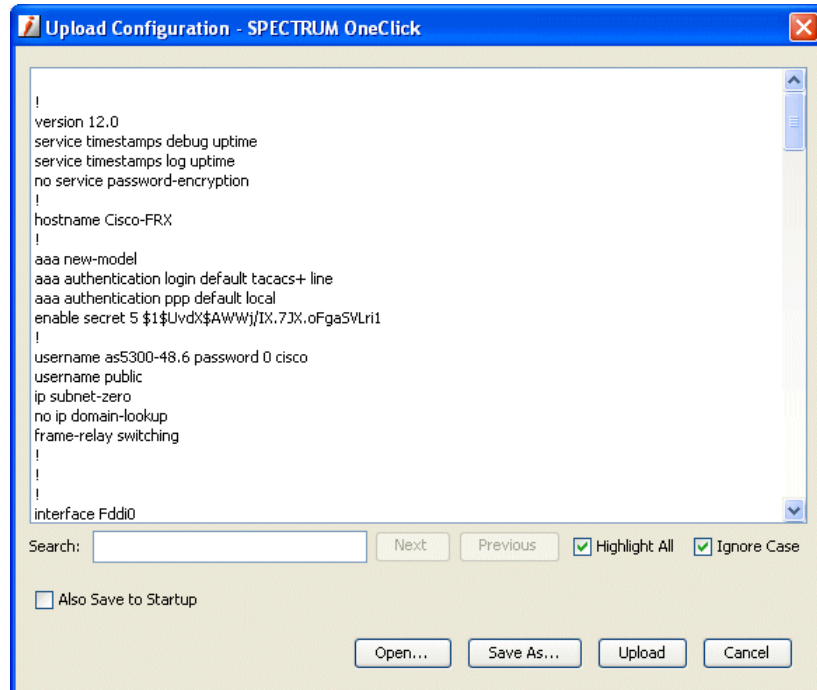 Upload Configuration - SPECTRUM OneClick
!
version 12.0
service timestamps debug uptime
service timestamps log uptime
no service password-encryption
!
hostname Cisco-FRX
!
aaa new-model
aaa authentication login default tacacs+ line
aaa authentication ppp default local
enable secret 5 $1$UvdX$AWWj/IX.7JX.oFgaSVLri1
!
username as5300-48.6 password 0 cisco
username public
ip subnet-zero
no ip domain-lookup
frame-relay switching
!
!
!
interface Fddi0
Search: Next Previous Highlight All Ignore Case
Also Save to Startup
Open... Save As... Upload Cancel